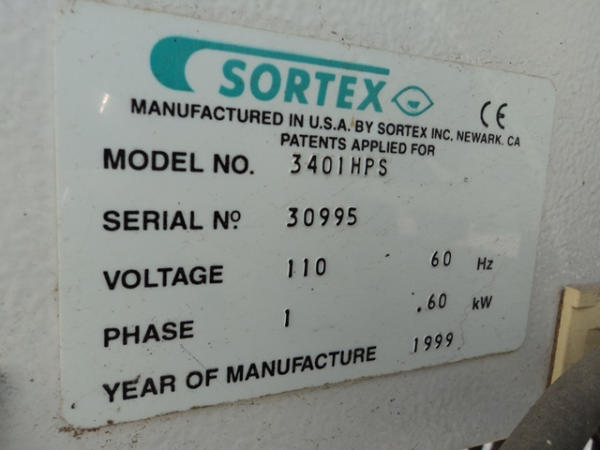 SORTEX
CE
MANUFACTURED IN U.S.A. BY SORTEX INC. NEWARK. CA
PATENTS APPLIED FOR
MODEL NO. 3401HPS
SERIAL Nº 30995
VOLTAGE 110 60 Hz
PHASE 1 .60 kW
YEAR OF MANUFACTURE 1999